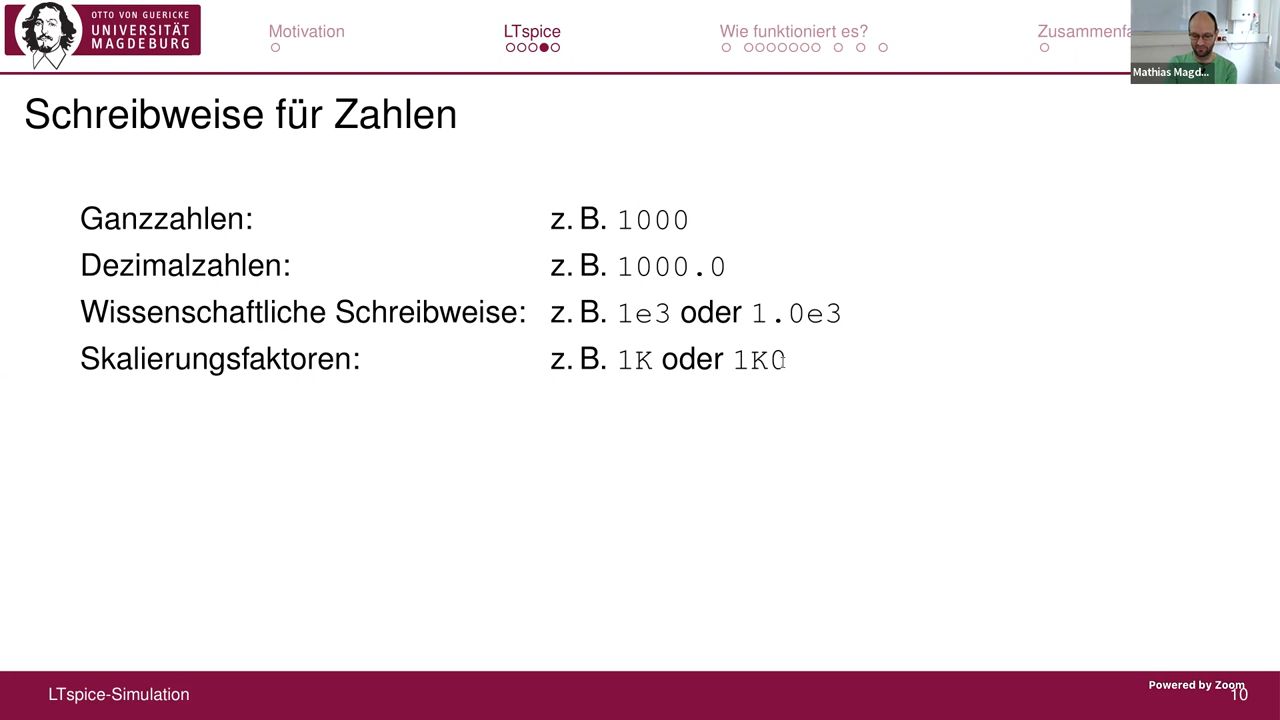 OTTO VON GUERICKE
UNIVERSITÄT
MAGDEBURG
Motivation
LTspice
Wie funktioniert es?
Zusammenfa
Mathias Magd...
Schreibweise für Zahlen
Ganzzahlen: z. B. 1000
Dezimalzahlen: z. B. 1000.0
Wissenschaftliche Schreibweise: z. B. 1e3 oder 1.0e3
Skalierungsfaktoren: z. B. 1K oder 1K0
LTspice-Simulation
Powered by Zoom
10